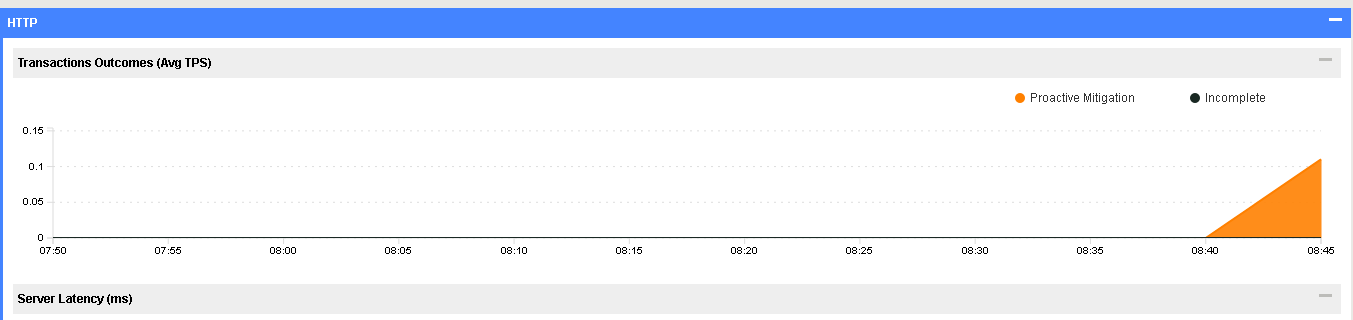 HTTP
Transactions Outcomes (Avg TPS)
Proactive Mitigation Incomplete
0.15
0.1
0.05
0
07:50 07:55 08:00 08:05 08:10 08:15 08:20 08:25 08:30 08:35 08:40 08:45
Server Latency (ms)